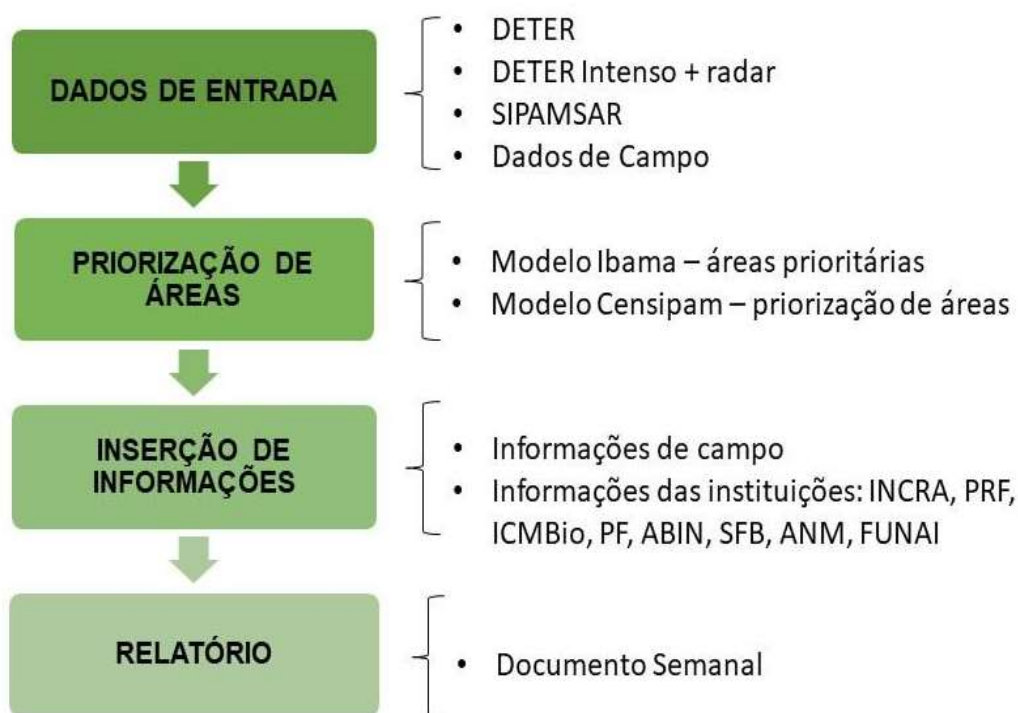 DADOS DE ENTRADA
• DETER
• DETER Intenso + radar
• SIPAMSAR
• Dados de Campo
PRIORIZAÇÃO DE
ÁREAS
• Modelo Ibama – áreas prioritárias
• Modelo Censipam – priorização de áreas
INSERÇÃO DE
INFORMAÇÕES
• Informações de campo
• Informações das instituições: INCRA, PRF,
ICMBio, PF, ABIN, SFB, ANM, FUNAI
RELATÓRIO
• Documento Semanal